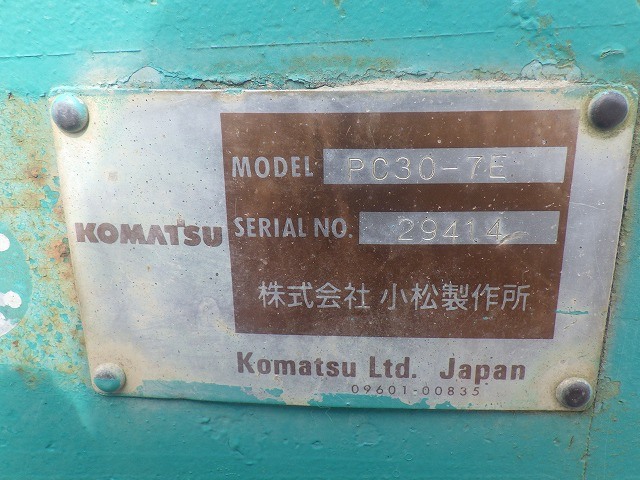 MODEL PC30-7E
KOMATSU SERIAL NO. 29414
株式会社 小松製作所
Komatsu Ltd. Japan
09601-00835